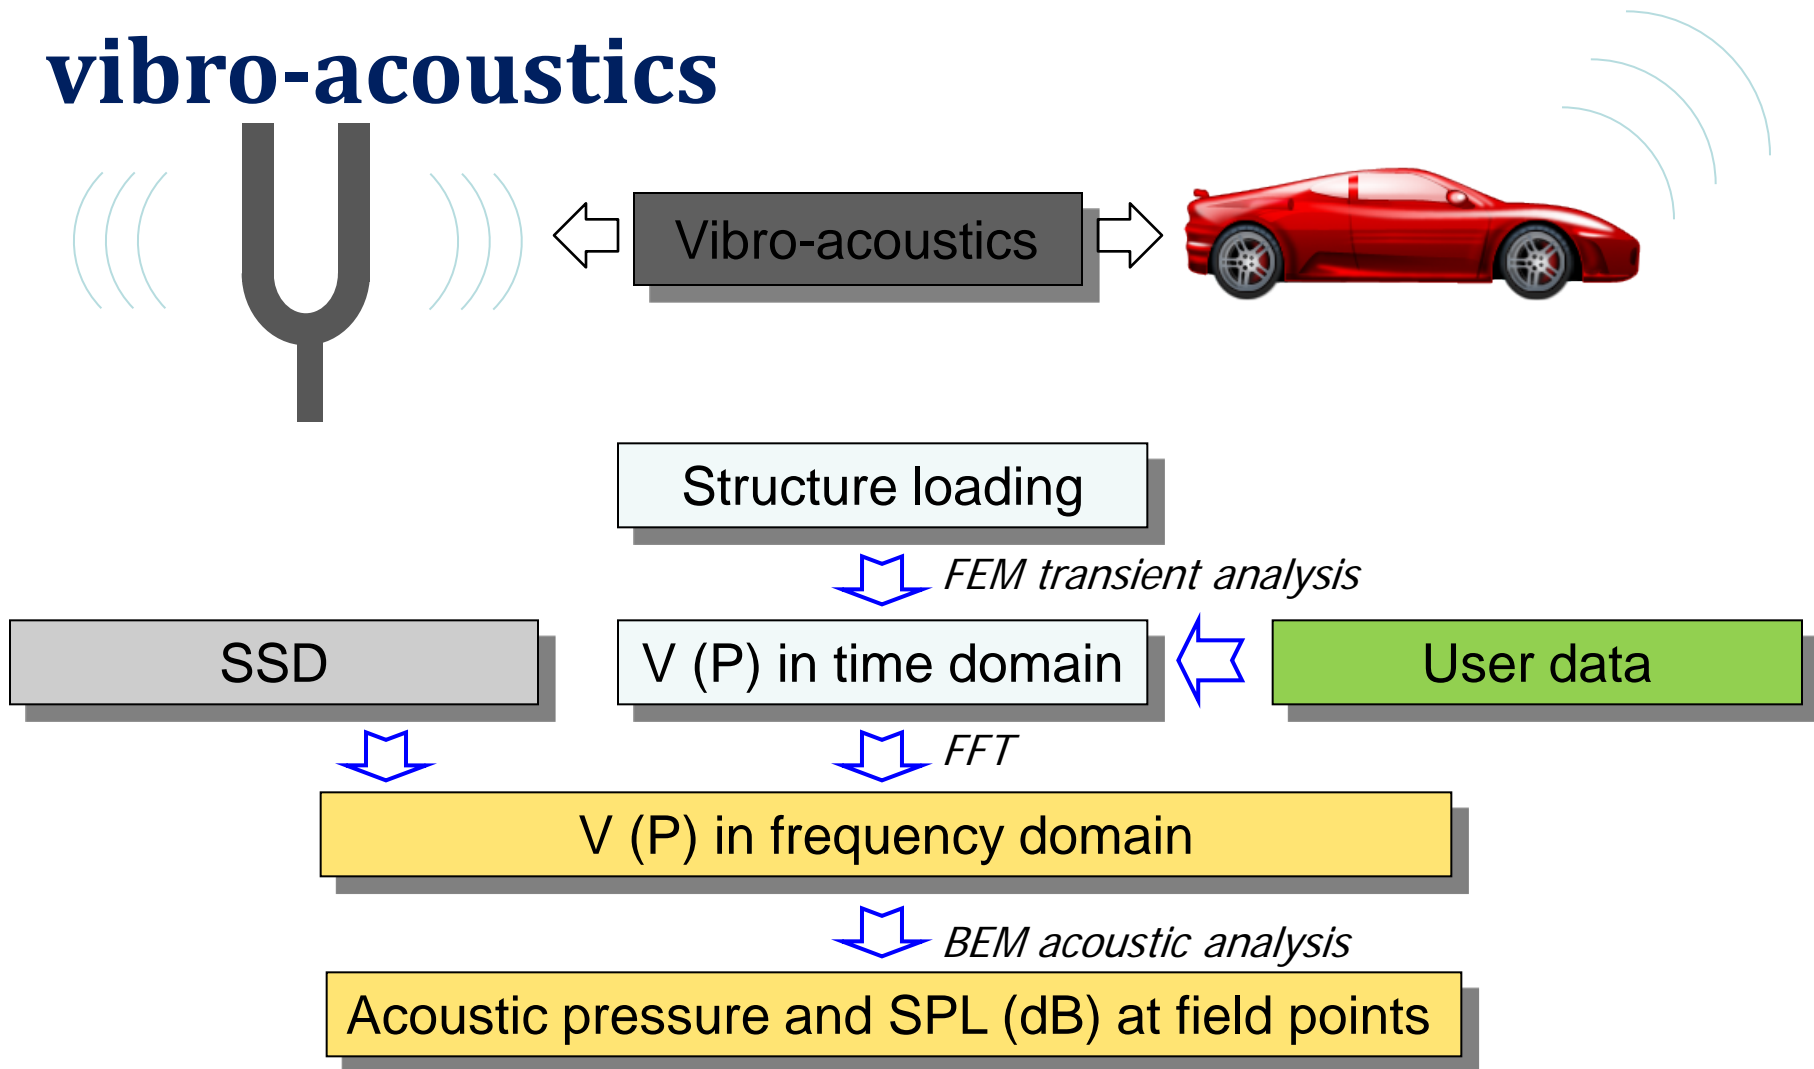 vibro-acoustics
Vibro-acoustics
Structure loading
FEM transient analysis
SSD
V (P) in time domain
User data
FFT
V (P) in frequency domain
BEM acoustic analysis
Acoustic pressure and SPL (dB) at field points